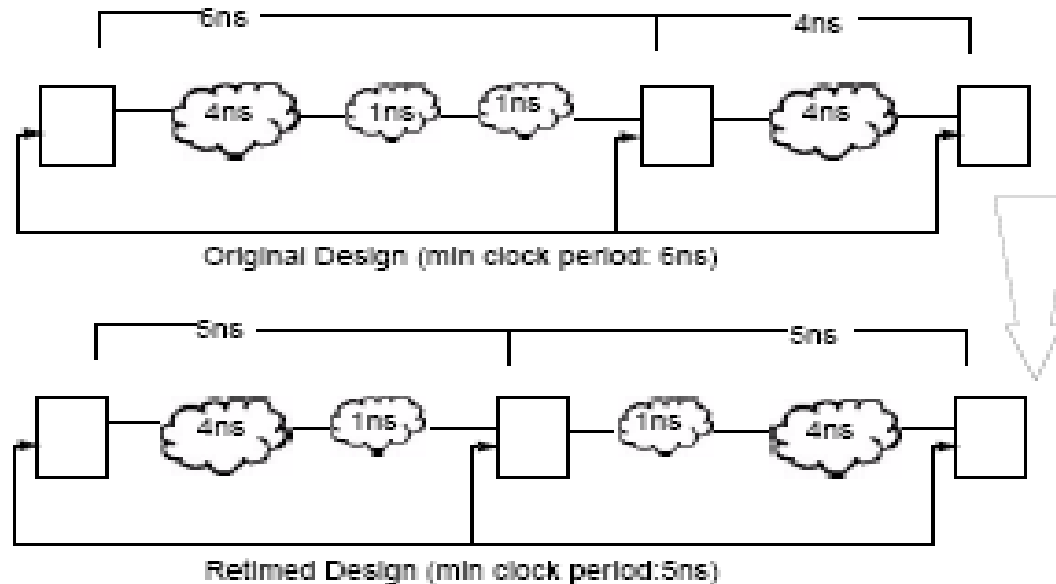 6ns
4ns
4ns
1ns
1ns
4ns
Original Design (min clock period: 6ns)
5ns
5ns
4ns
1ns
1ns
4ns
Retimed Design (min clock period:5ns)